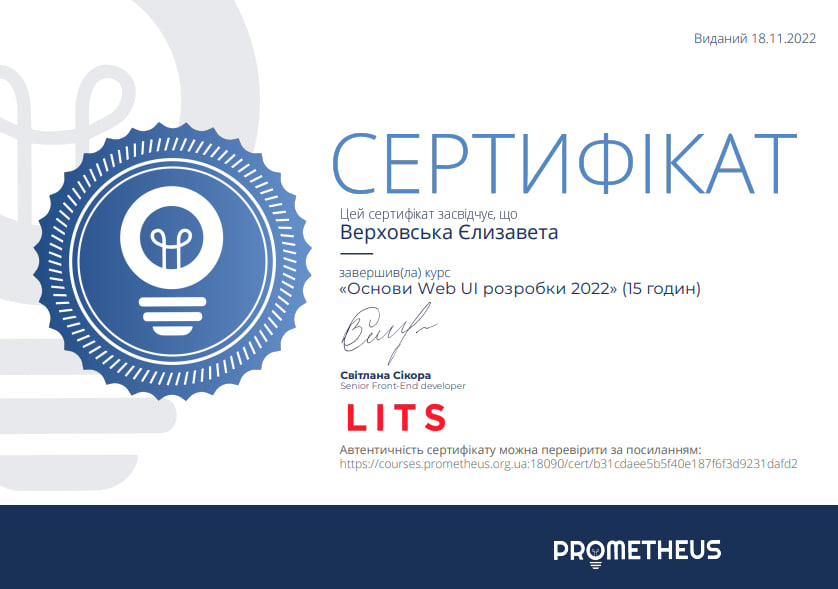 Виданий 18.11.2022
СЕРТИФІКАТ
Цей сертифікат засвідчує, що
Верховська Єлизавета
завершив(ла) курс
«Основи Web UI розробки 2022» (15 годин)
Світлана Сікора
Senior Front-End developer
LITS
Автентичність сертифікату можна перевірити за посиланням:
https://courses.prometheus.org.ua:18090/cert/b31cdaee5b5f40e187f6f3d9231dafd2
PROMETHEUS